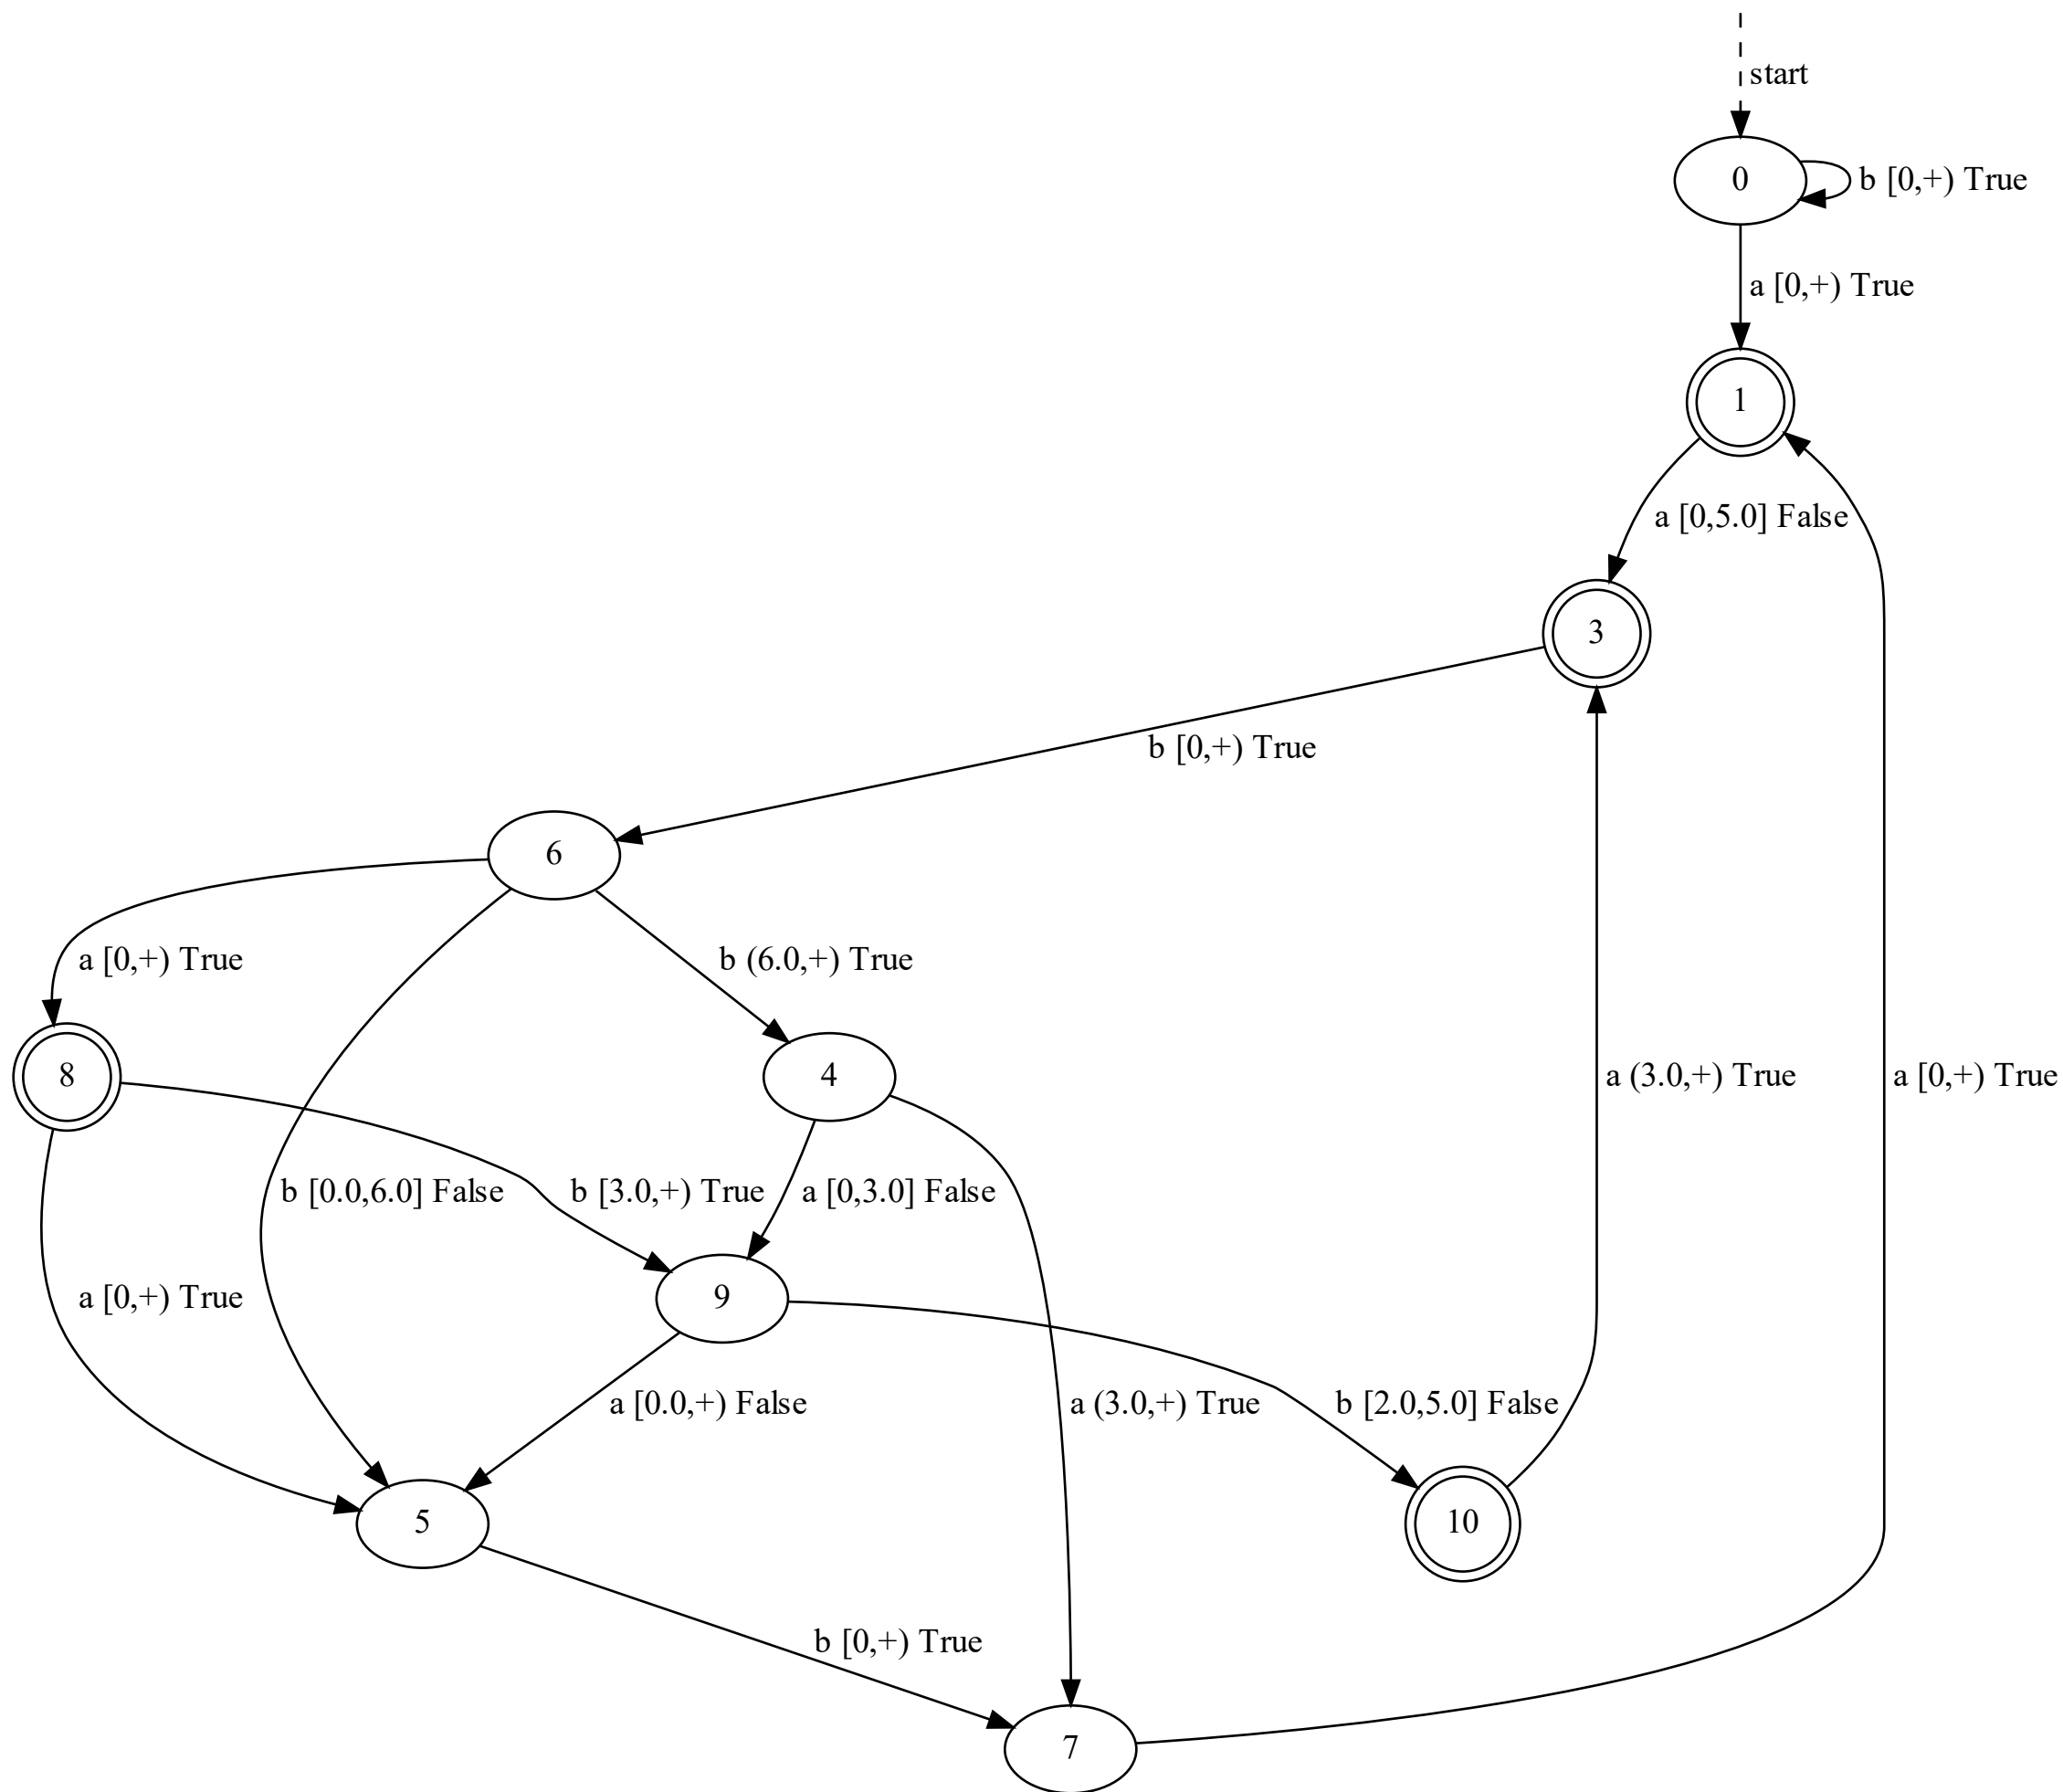 start
0
b [0,+) True
a [0,+) True
1
a [0,5.0] False
3
b [0,+) True
6
a [0,+) True
b (6.0,+) True
8
4
a (3.0,+) True
a [0,+) True
b [0.0,6.0] False
b [3.0,+) True
a [0,3.0] False
a [0,+) True
9
a [0.0,+) False
a (3.0,+) True
b [2.0,5.0] False
5
10
b [0,+) True
7